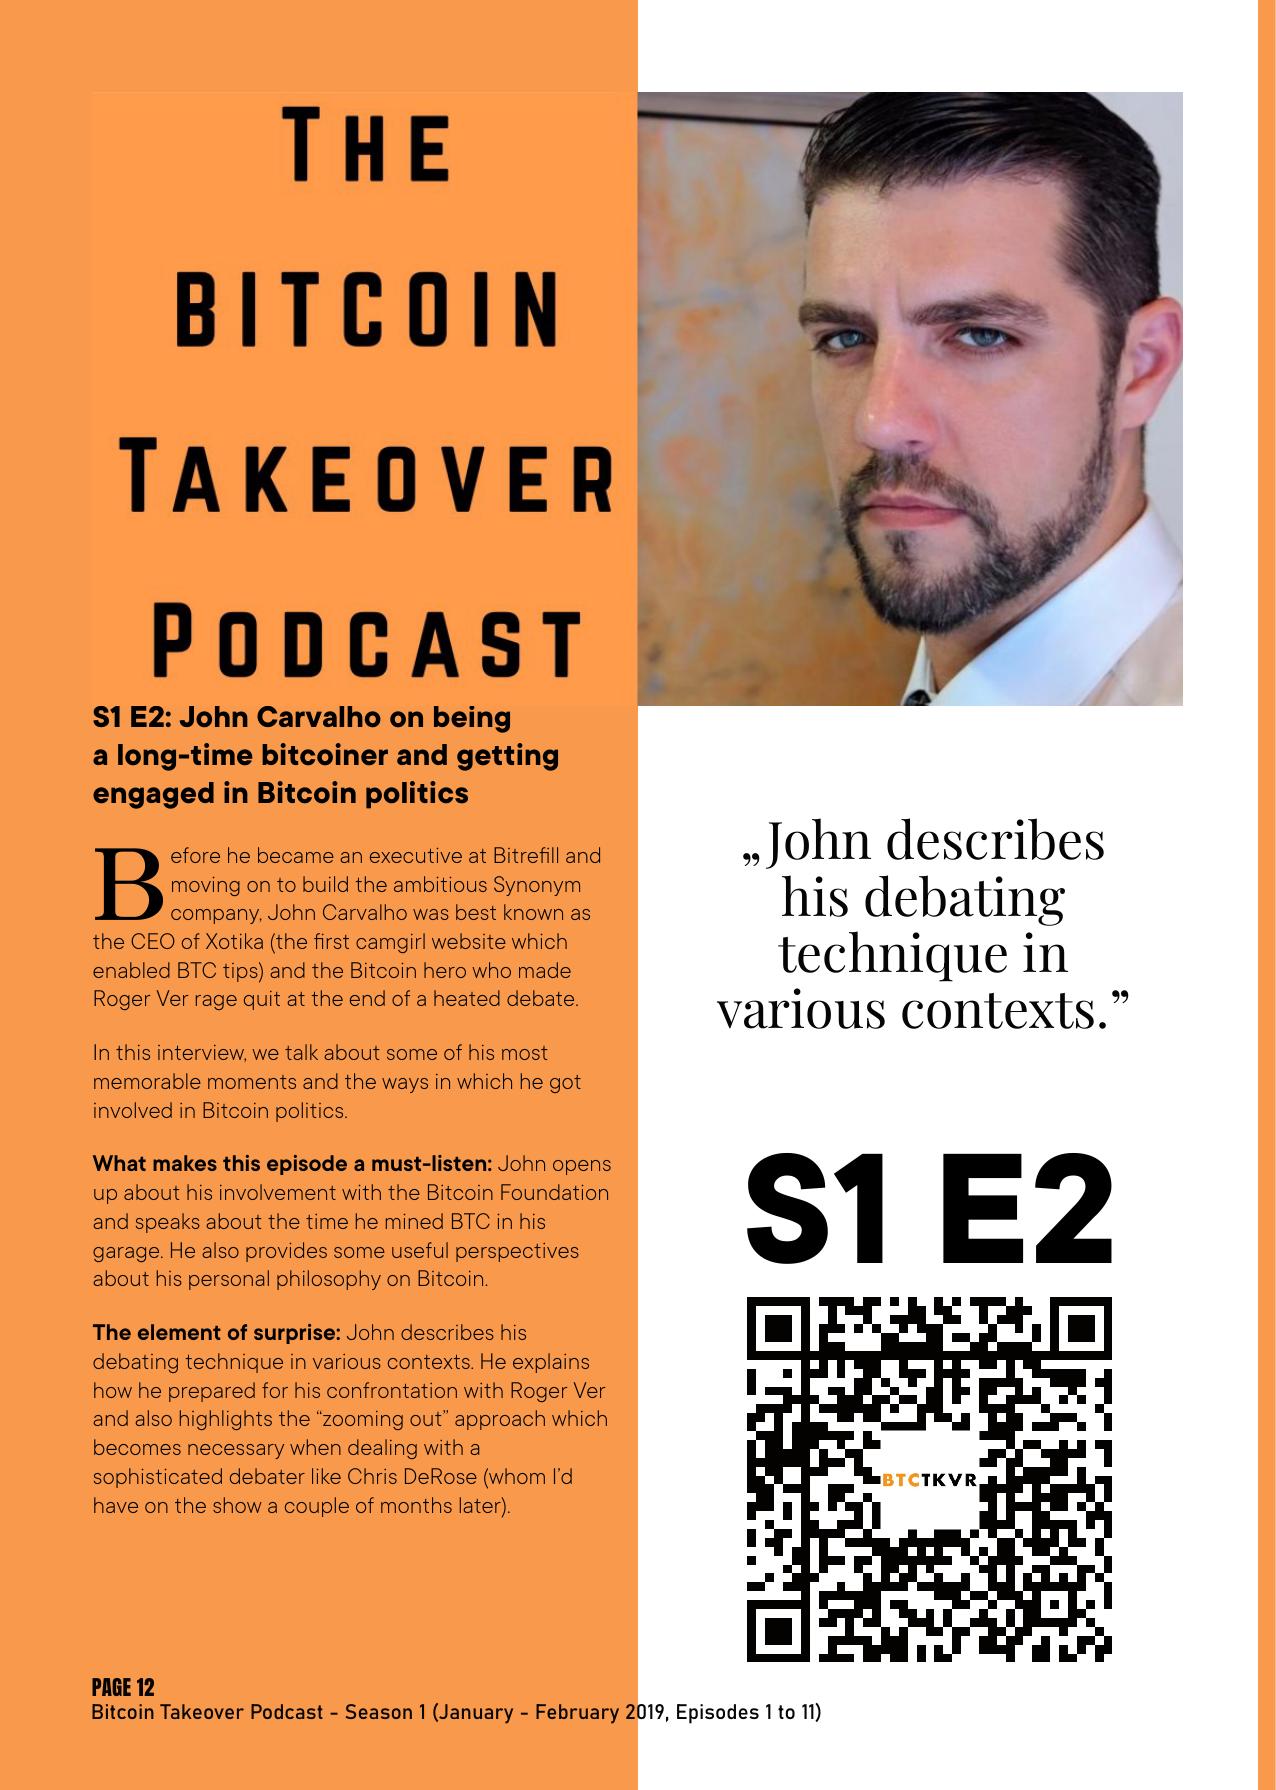 THE
BITCOIN
TAKEOVER
PODCAST
S1 E2: John Carvalho on being
a long-time bitcoiner and getting
engaged in Bitcoin politics
Before he became an executive at Bitrefill and
moving on to build the ambitious Synonym
company, John Carvalho was best known as
the CEO of Xotika (the first camgirl website which
enabled BTC tips) and the Bitcoin hero who made
Roger Ver rage quit at the end of a heated debate.
In this interview, we talk about some of his most
memorable moments and the ways in which he got
involved in Bitcoin politics.
What makes this episode a must-listen: John opens
up about his involvement with the Bitcoin Foundation
and speaks about the time he mined BTC in his
garage. He also provides some useful perspectives
about his personal philosophy on Bitcoin.
The element of surprise: John describes his
debating technique in various contexts. He explains
how he prepared for his confrontation with Roger Ver
and also highlights the “zooming out” approach which
becomes necessary when dealing with a
sophisticated debater like Chris DeRose (whom I’d
have on the show a couple of months later).
„John describes
his debating
technique in
various contexts.”
S1 E2
BTCTKVR
PAGE 12
Bitcoin Takeover Podcast - Season 1 (January - February 2019, Episodes 1 to 11)